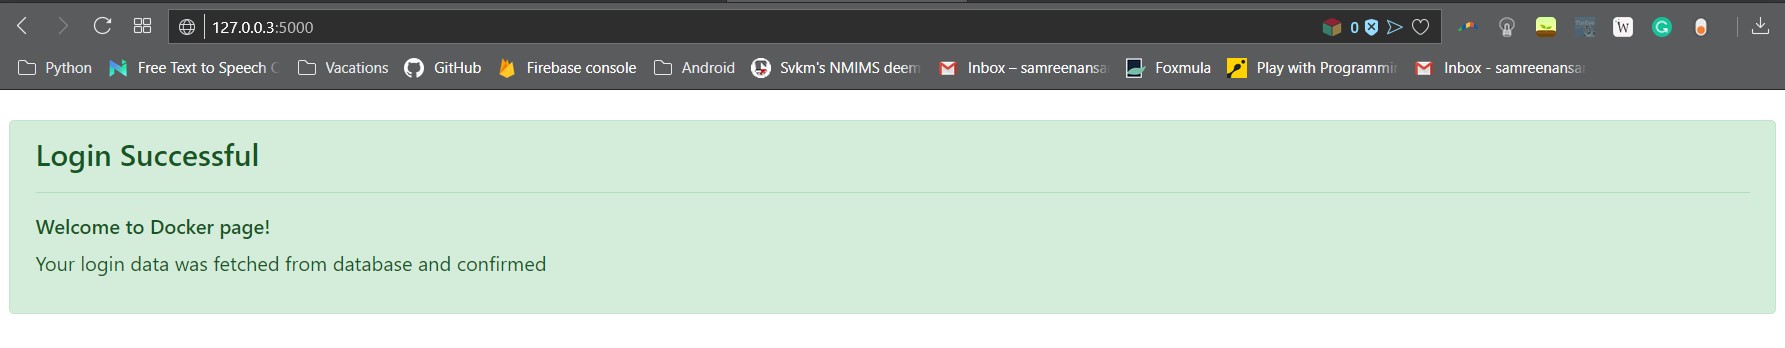 127.0.0.3:5000
0
W
G
Python
Free Text to Speech
Vacations
GitHub
Firebase console
Android
Svkm's NMIMS deem
Inbox – samreenansa
Foxmula
Play with Programmi
Inbox - samreenansa
Login Successful
Welcome to Docker page!
Your login data was fetched from database and confirmed